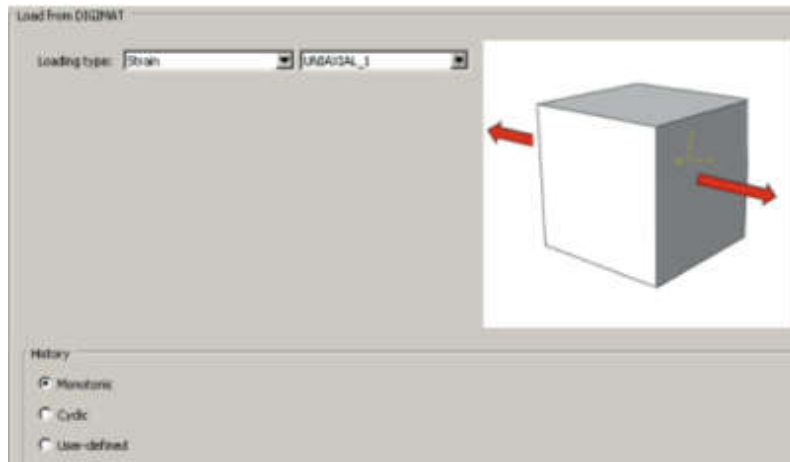 Load from DIGIMAT
Loading type: Strain UNIAXIAL_1
History
Monotonic
Cyclic
User-defined